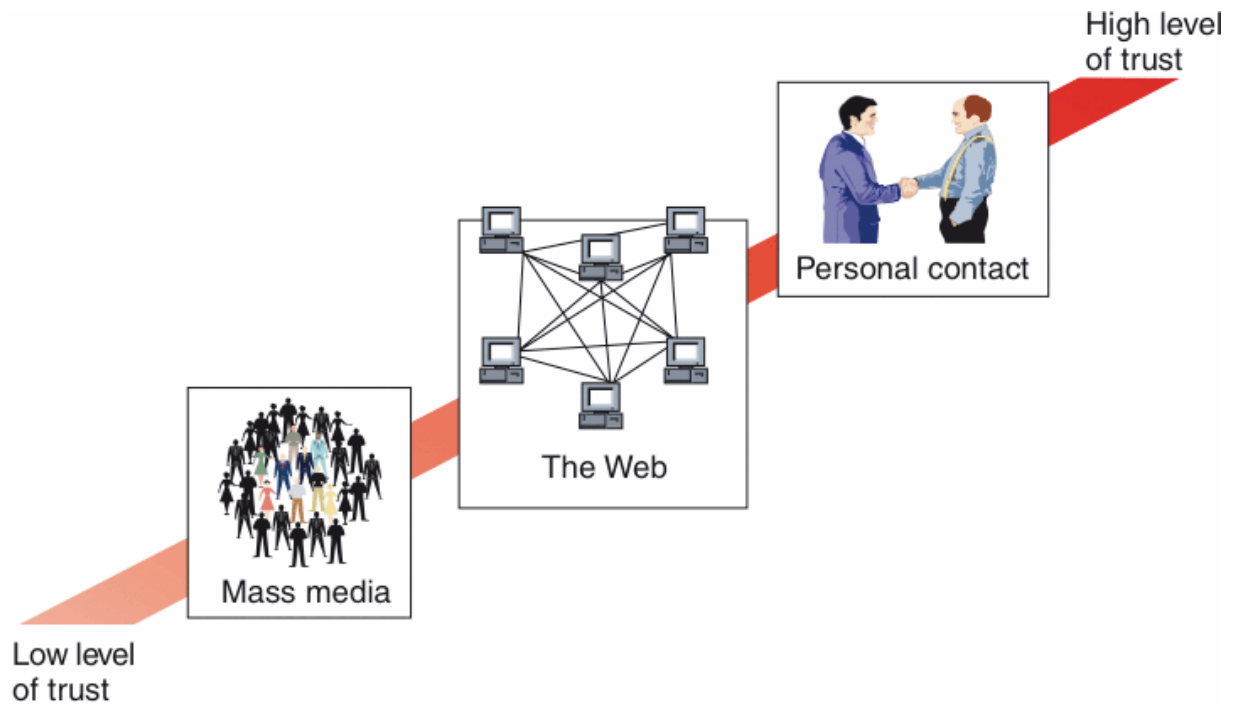 High level
of trust
Personal contact
The Web
Mass media
Low level
of trust